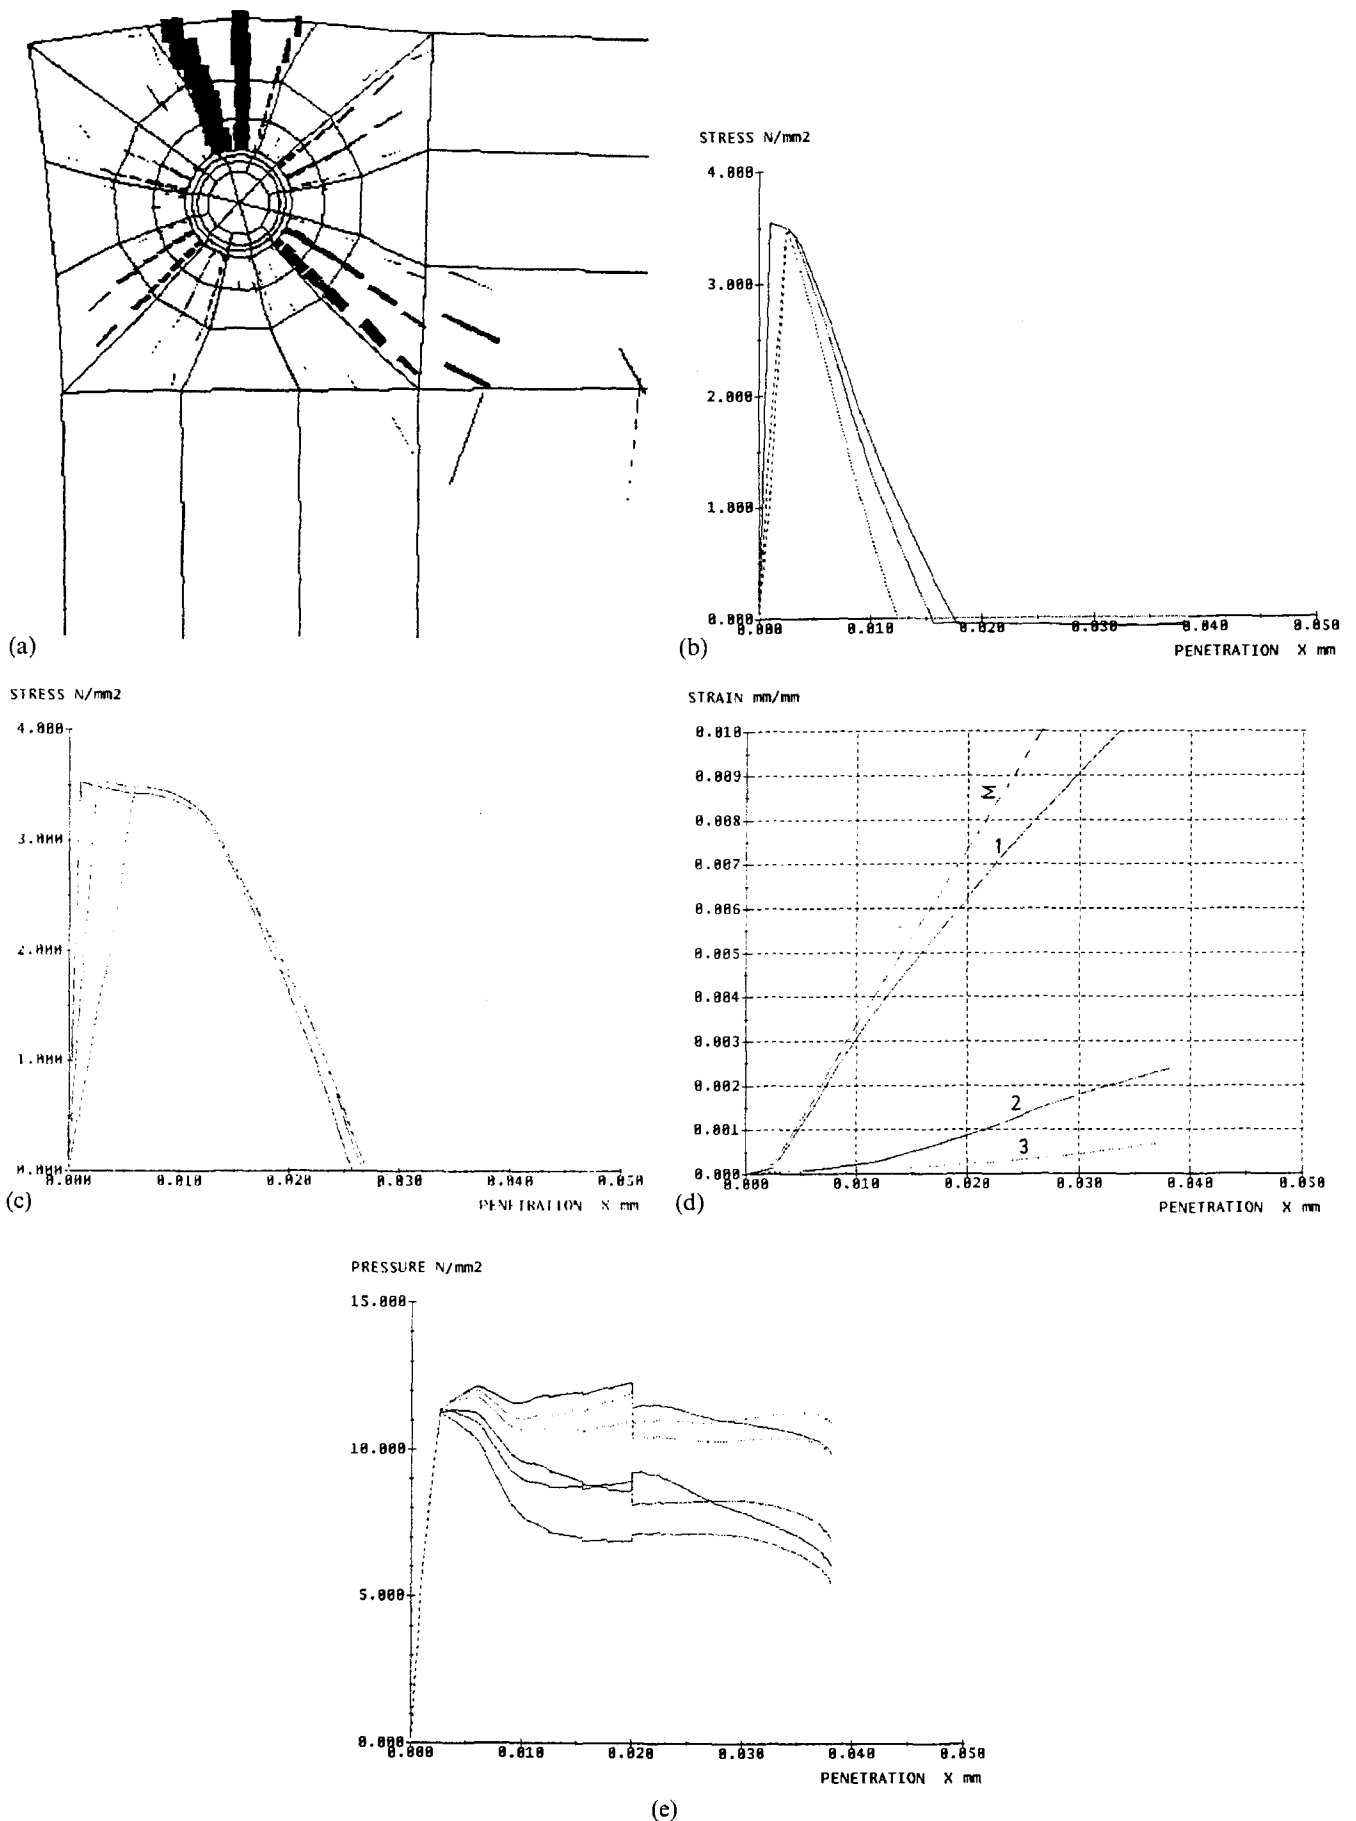 (a)
STRESS N/mm2
4.000
3.000
2.000
1.000
0.000
0.000 0.010 0.020 0.030 0.040 0.050
PENETRATION X mm
(b)
STRESS N/mm2
4.000
3.000
2.000
1.000
0.000
0.000 0.010 0.020 0.030 0.040 0.050
PENETRATION X mm
(c)
STRAIN mm/mm
0.010
0.009
0.008
0.007
0.006
0.005
0.004
0.003
0.002
0.001
0.000
M
1
2
3
0.000 0.010 0.020 0.030 0.040 0.050
PENETRATION X mm
(d)
PRESSURE N/mm2
15.000
10.000
5.000
0.000
0.000 0.010 0.020 0.030 0.040 0.050
PENETRATION X mm
(e)